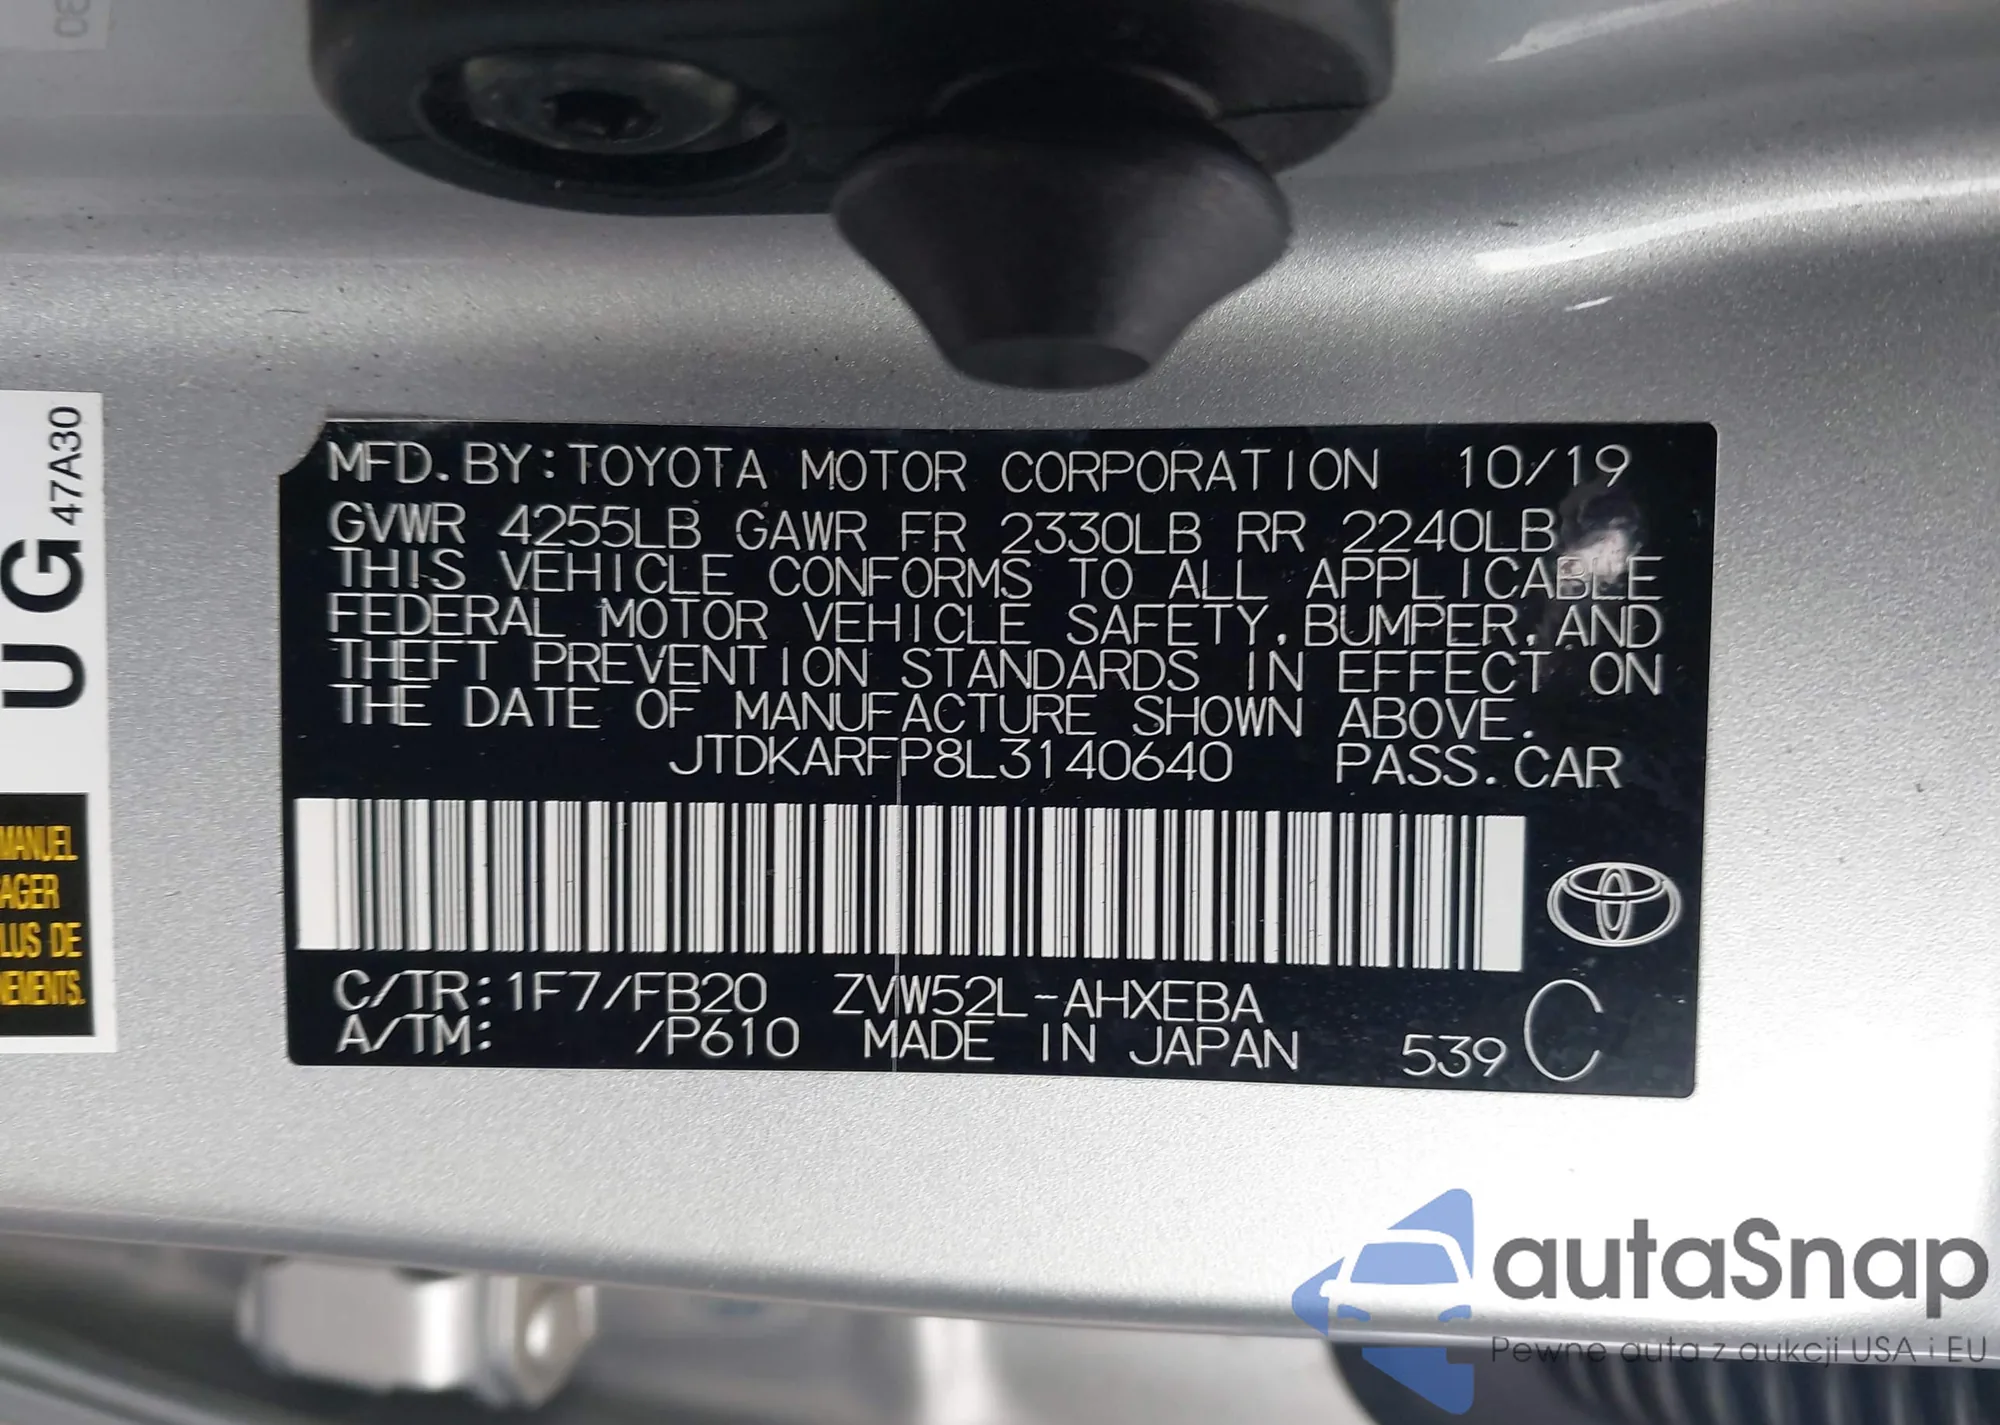 MFD.BY:TOYOTA MOTOR CORPORATION 10/19
GVWR 4255LB GAWR FR 2330LB RR 2240LB
THIS VEHICLE CONFORMS TO ALL APPLICABLE
FEDERAL MOTOR VEHICLE SAFETY,BUMPER,AND
THEFT PREVENTION STANDARDS IN EFFECT ON
THE DATE OF MANUFACTURE SHOWN ABOVE.
JTDKARFP8L3140640 PASS.CAR
C/TR:1F7/FB20 ZVW52L-AHXEBA
A/TM: /P610 MADE IN JAPAN 539 C
UG 47A30
MANUEL
LUS DE
autaSnap
Pewne auta z aukcji USA i EU